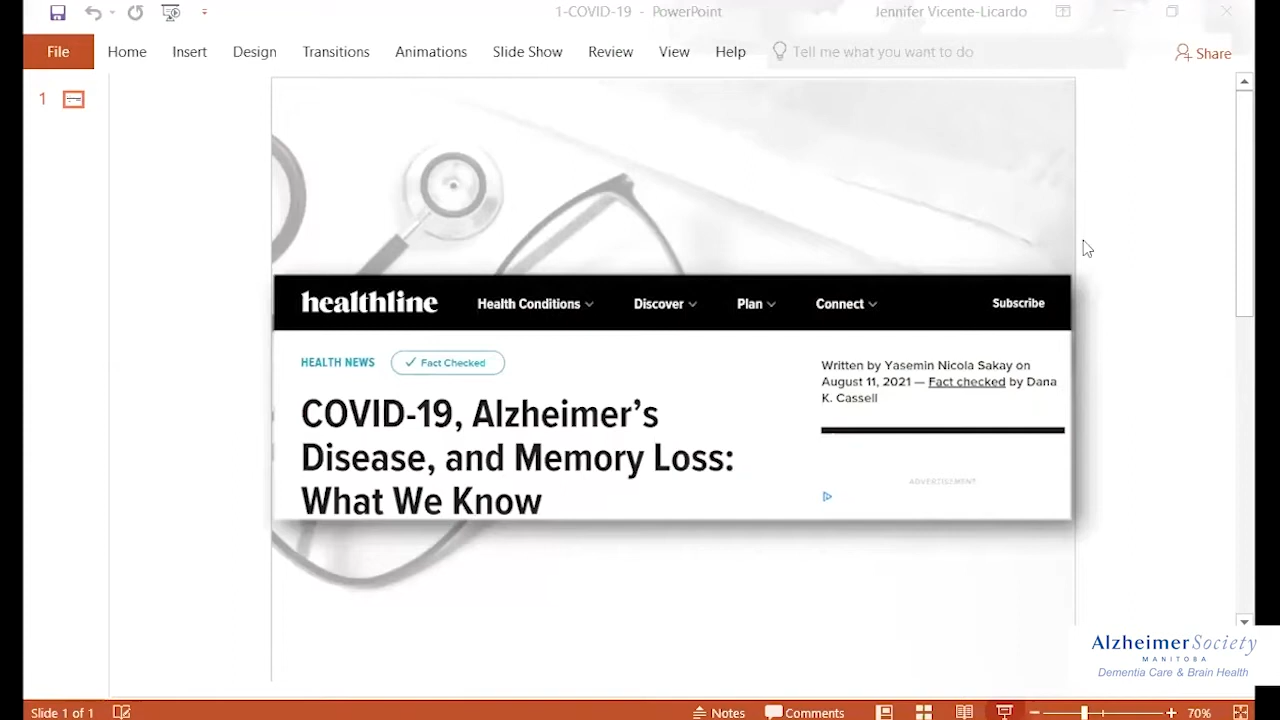 1-COVID-19 - PowerPoint
Jennifer Vicente-Licardo
File Home Insert Design Transitions Animations Slide Show Review View Help Tell me what you want to do Share
1
healthline Health Conditions Discover Plan Connect Subscribe
HEALTH NEWS Fact Checked
COVID-19, Alzheimer's
Disease, and Memory Loss:
What We Know
Written by Yasemin Nicola Sakay on
August 11, 2021 — Fact checked by Dana
K. Cassell
ADVERTISEMENT
Alzheimer Society
MANITOBA
Dementia Care & Brain Health
Slide 1 of 1 Notes Comments 70%